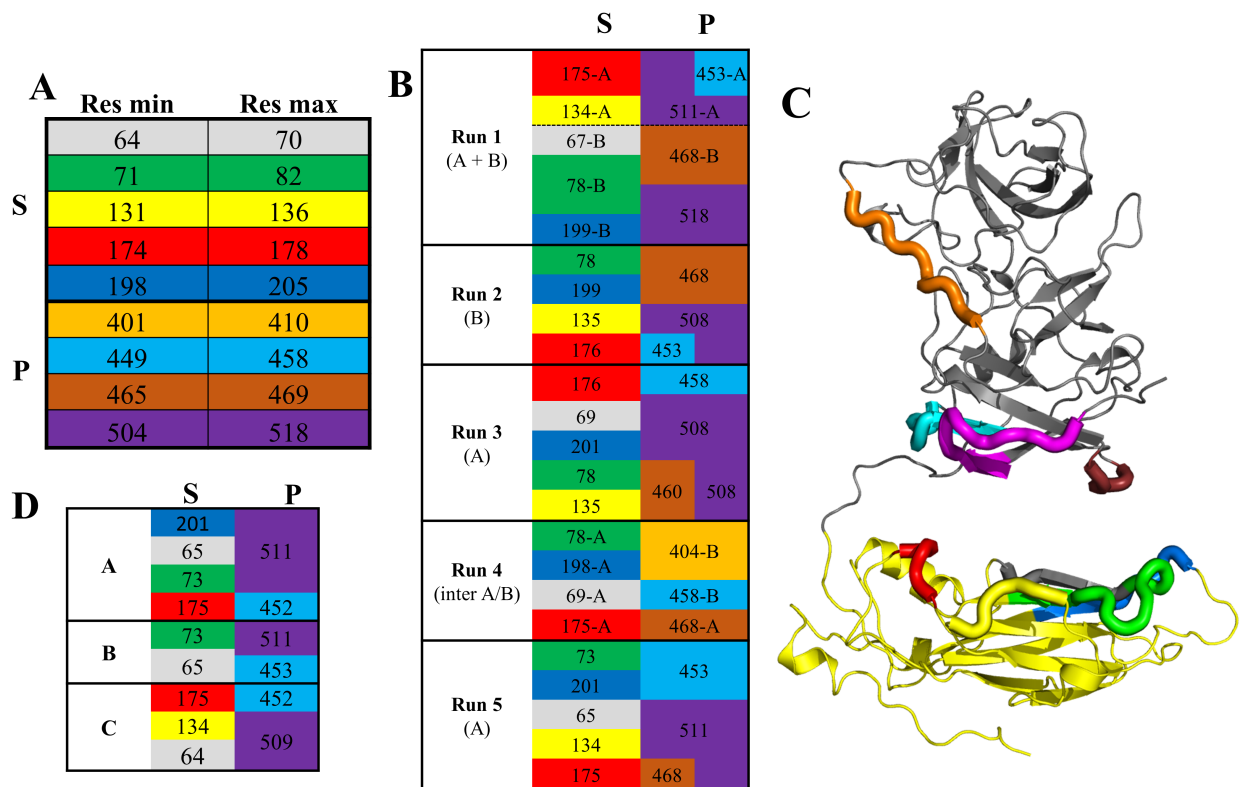 A
Res min Res max
S
64 70
71 82
131 136
174 178
198 205
P
401 410
449 458
465 469
504 518
B
S P
Run 1
(A + B)
175-A 453-A
134-A 511-A
67-B 468-B
78-B 518
199-B
Run 2
(B)
78 468
199
135 508
176 453
Run 3
(A)
176 458
69 508
201
78 460 508
135
Run 4
(inter A/B)
78-A 404-B
198-A
69-A 458-B
175-A 468-A
Run 5
(A)
73 453
201
65 511
134
175 468
C
D
S P
A
201 511
65
73
175 452
B
73 511
65 453
C
175 452
134 509
64